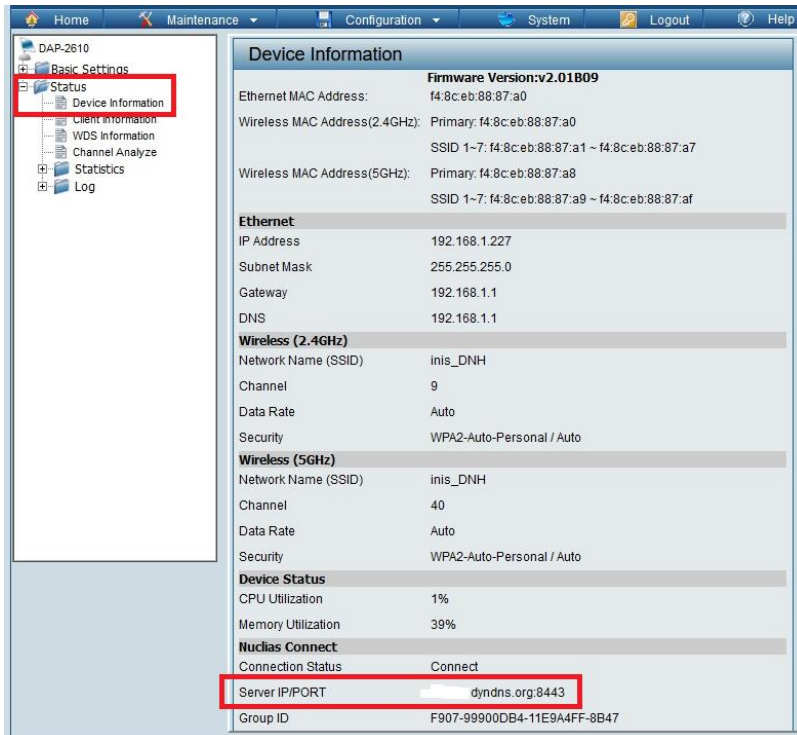 Home Maintenance Configuration System Logout Help
DAP-2610
Basic Settings
Status
Device Information
Client Information
WDS Information
Channel Analyze
Statistics
Log
Device Information
Firmware Version:v2.01B09
Ethernet MAC Address: f4:8c:eb:88:87:a0
Wireless MAC Address(2.4GHz): Primary: f4:8c:eb:88:87:a0
SSID 1~7: f4:8c:eb:88:87:a1 ~ f4:8c:eb:88:87:a7
Wireless MAC Address(5GHz): Primary: f4:8c:eb:88:87:a8
SSID 1~7: f4:8c:eb:88:87:a9 ~ f4:8c:eb:88:87:af
Ethernet
IP Address 192.168.1.227
Subnet Mask 255.255.255.0
Gateway 192.168.1.1
DNS 192.168.1.1
Wireless (2.4GHz)
Network Name (SSID) inis_DNH
Channel 9
Data Rate Auto
Security WPA2-Auto-Personal / Auto
Wireless (5GHz)
Network Name (SSID) inis_DNH
Channel 40
Data Rate Auto
Security WPA2-Auto-Personal / Auto
Device Status
CPU Utilization 1%
Memory Utilization 39%
Nuclias Connect
Connection Status Connect
Server IP/PORT dyndns.org:8443
Group ID F907-99900DB4-11E9A4FF-8B47